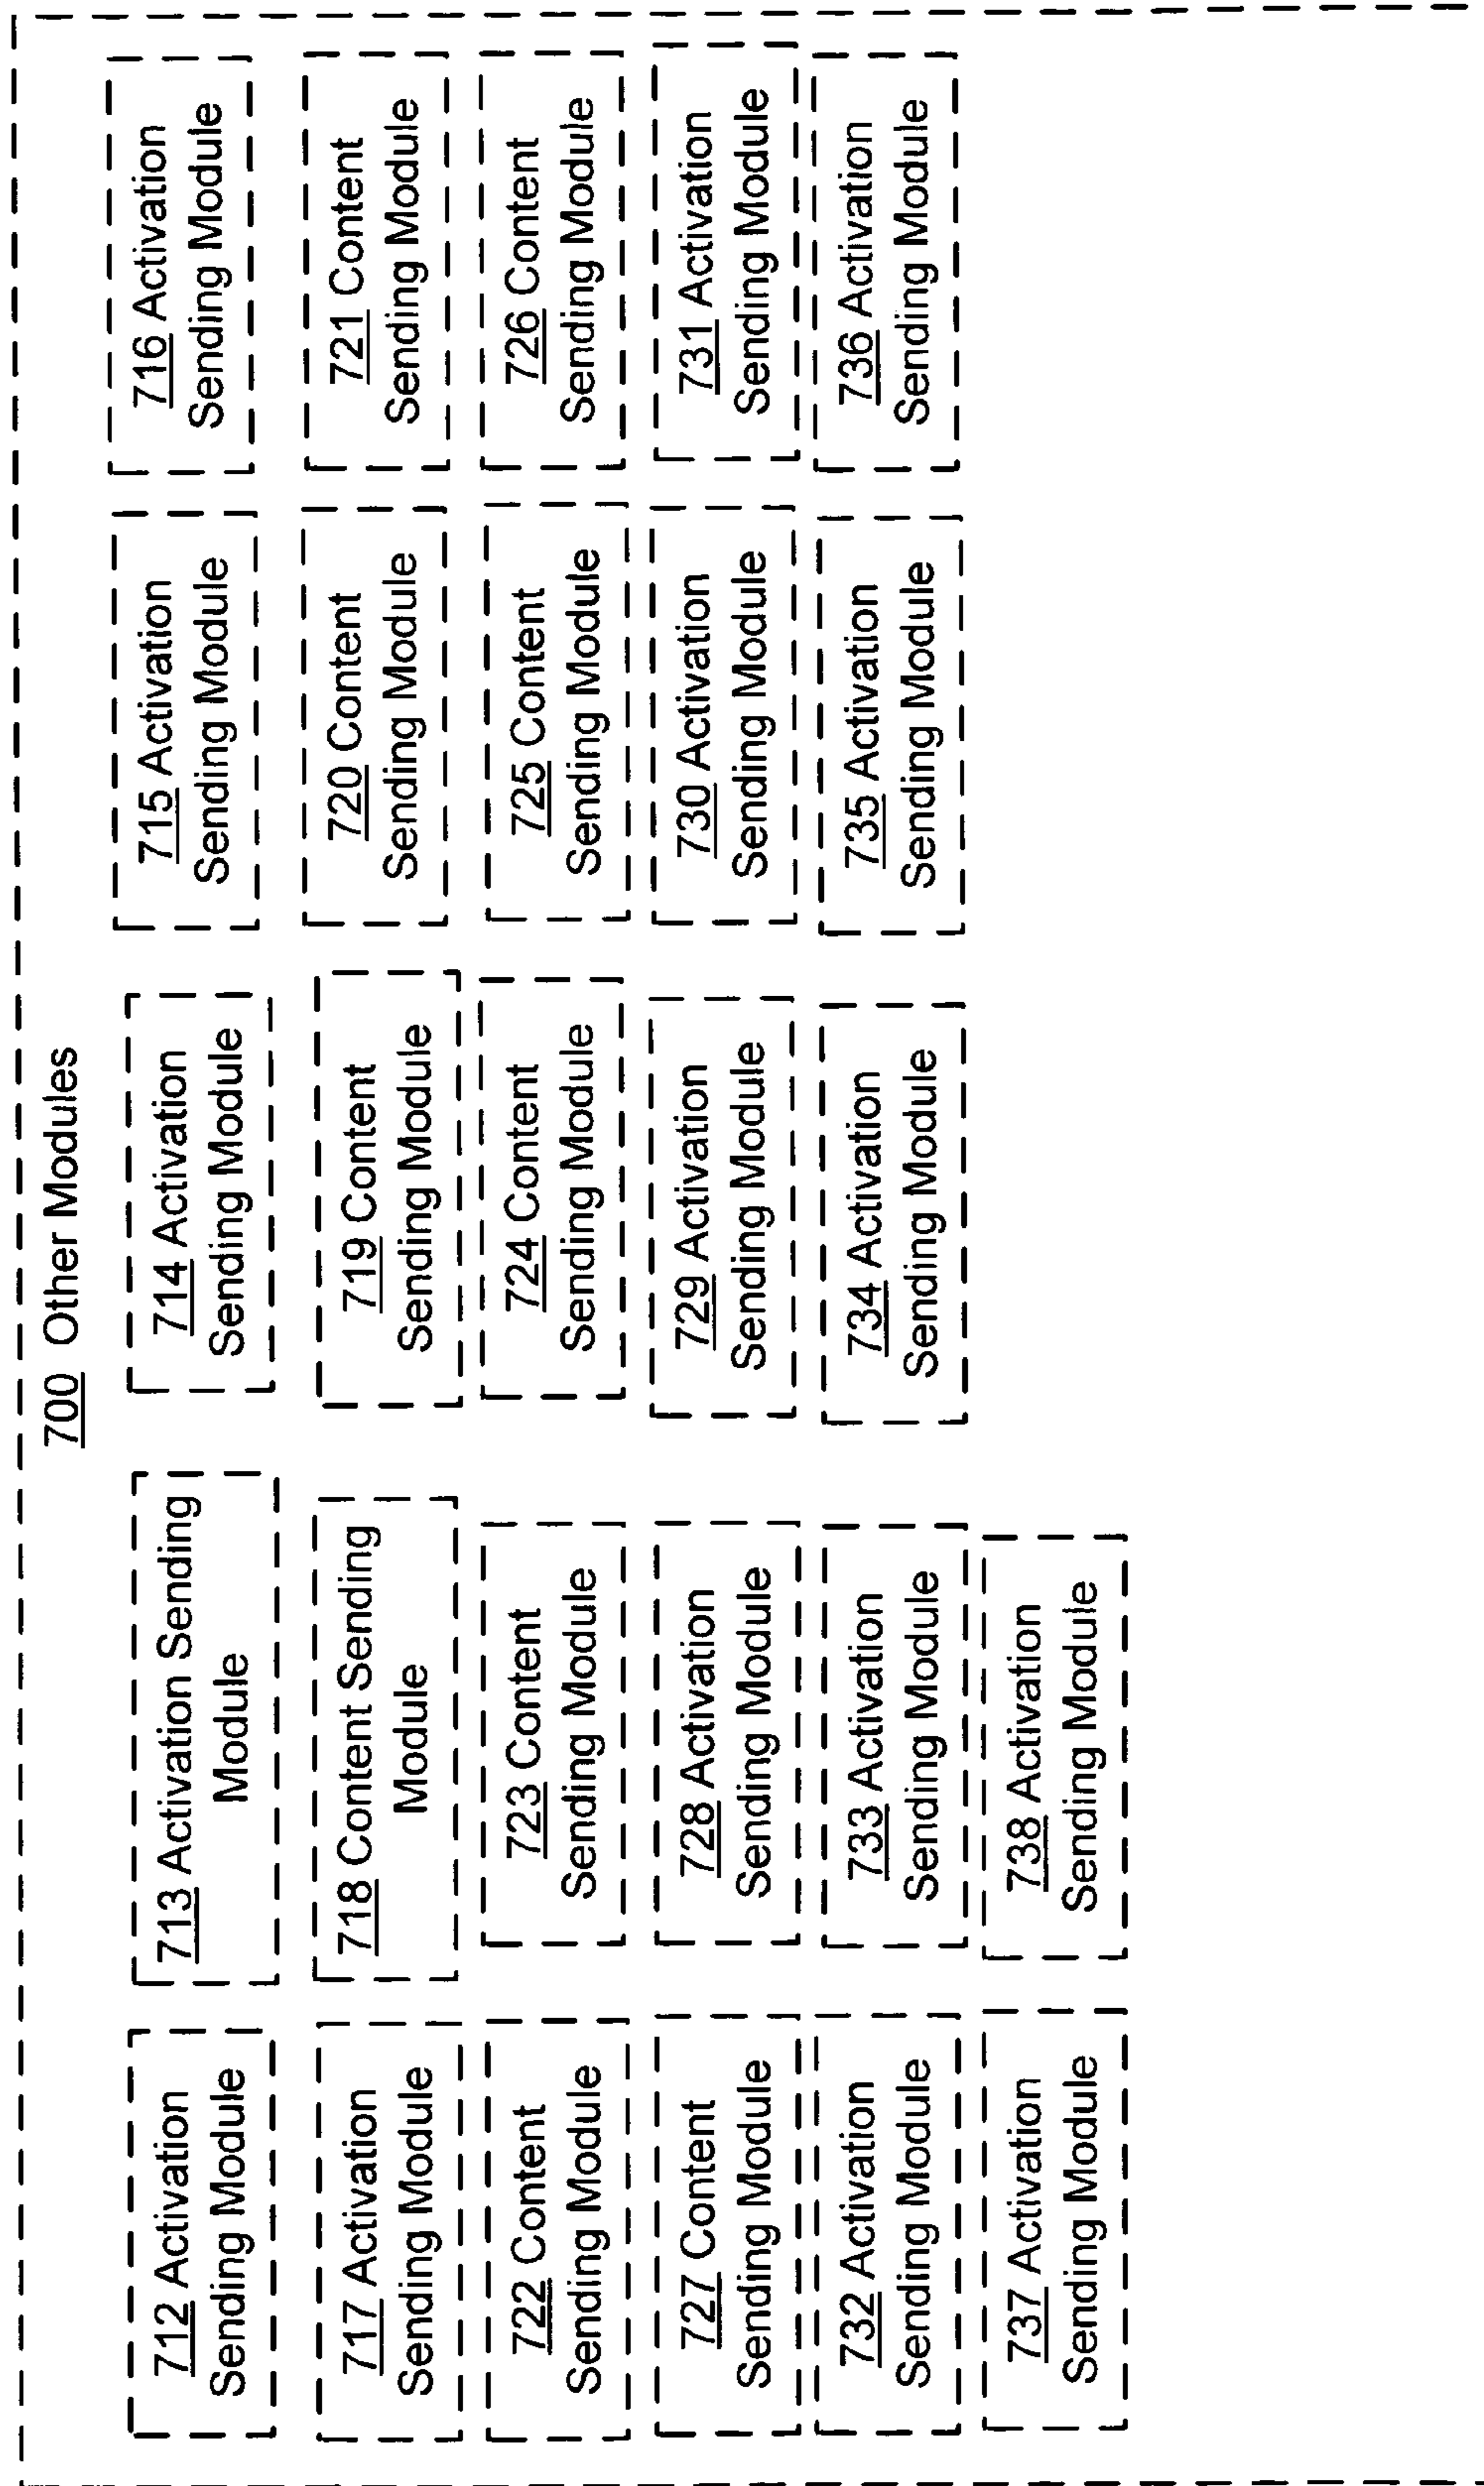 700 Other Modules
712 Activation
Sending Module
713 Activation Sending
Module
714 Activation
Sending Module
715 Activation
Sending Module
716 Activation
Sending Module
717 Activation
Sending Module
718 Content Sending
Module
719 Content
Sending Module
720 Content
Sending Module
721 Content
Sending Module
722 Content
Sending Module
723 Content
Sending Module
724 Content
Sending Module
725 Content
Sending Module
726 Content
Sending Module
727 Content
Sending Module
728 Activation
Sending Module
729 Activation
Sending Module
730 Activation
Sending Module
731 Activation
Sending Module
732 Activation
Sending Module
733 Activation
Sending Module
734 Activation
Sending Module
735 Activation
Sending Module
736 Activation
Sending Module
737 Activation
Sending Module
738 Activation
Sending Module